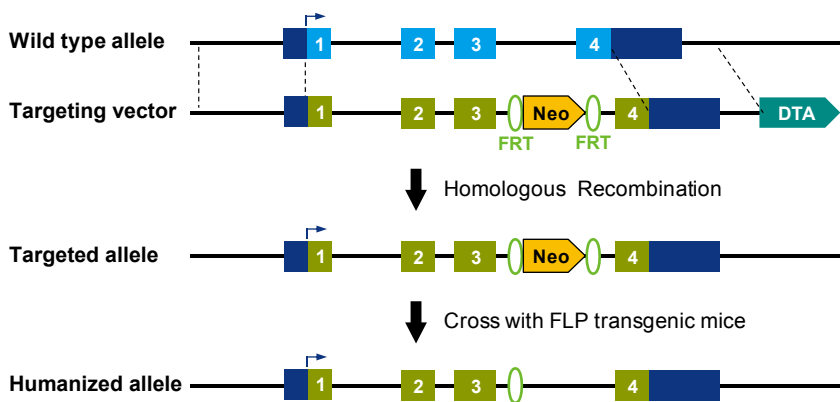 Wild type allele 1 2 3 4
Targeting vector 1 2 3 Neo 4 DTA
FRT FRT
Homologous Recombination
Targeted allele 1 2 3 Neo 4
Cross with FLP transgenic mice
Humanized allele 1 2 3 4